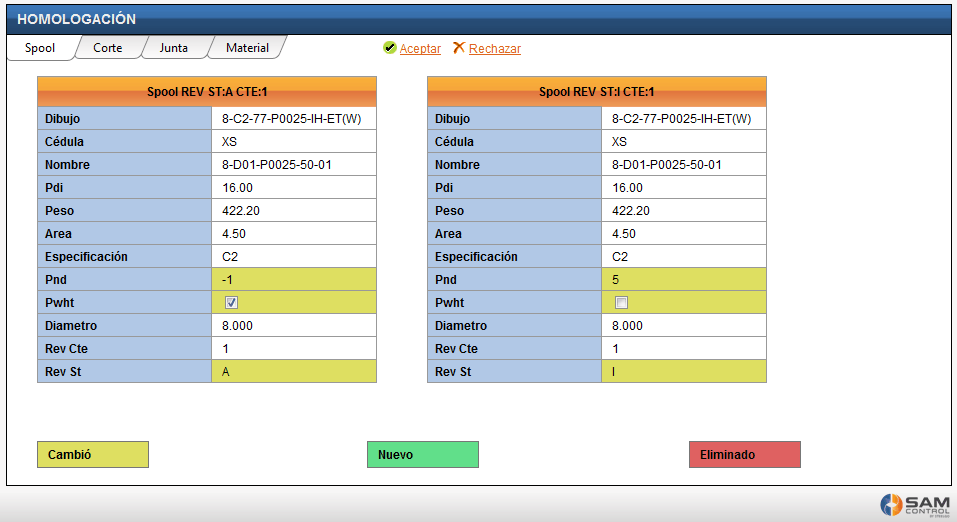 HOMOLOGACIÓN
Spool Corte Junta Material Aceptar Rechazar
Spool REV ST:A CTE:1
Dibujo 8-C2-77-P0025-IH-ET(W)
Cédula XS
Nombre 8-D01-P0025-50-01
Pdi 16.00
Peso 422.20
Area 4.50
Especificación C2
Pnd -1
Pwht
Diametro 8.000
Rev Cte 1
Rev St A
Spool REV ST:I CTE:1
Dibujo 8-C2-77-P0025-IH-ET(W)
Cédula XS
Nombre 8-D01-P0025-50-01
Pdi 16.00
Peso 422.20
Area 4.50
Especificación C2
Pnd 5
Pwht
Diametro 8.000
Rev Cte 1
Rev St I
Cambió Nuevo Eliminado
SAM
CONTROL